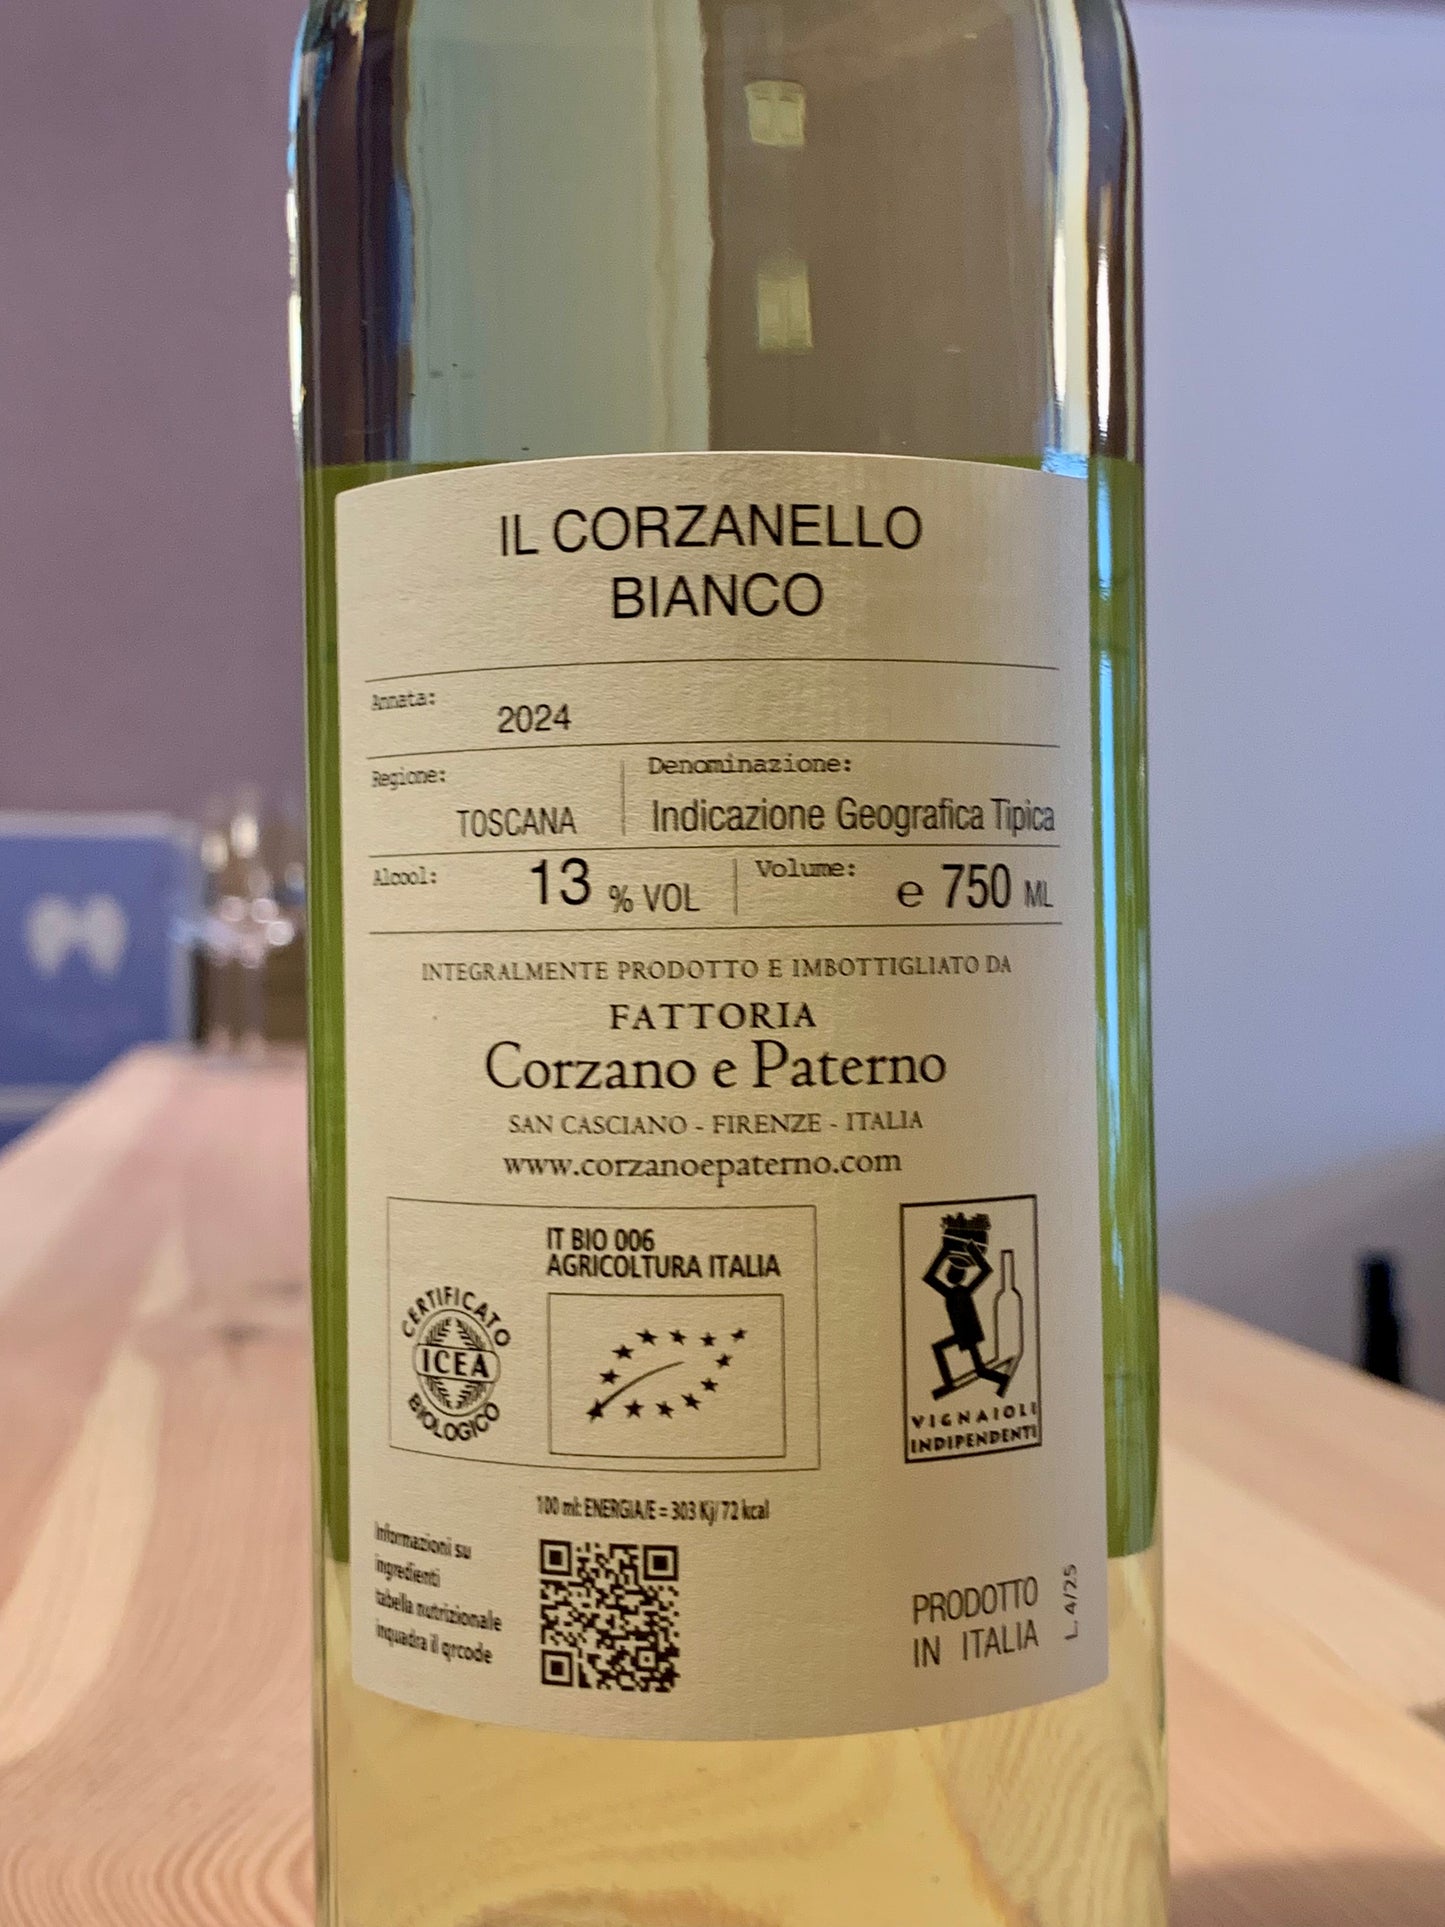 IL CORZANELLO
BIANCO
Annata:
2024
Regione:
TOSCANA
Denominazione:
Indicazione Geografica Tipica
Alcool:
13 % VOL
Volume:
e 750 ML
INTEGRALMENTE PRODOTTO E IMBOTTIGLIATO DA
FATTORIA
Corzano e Paterno
SAN CASCIANO - FIRENZE - ITALIA
www.corzanoepaterno.com
IT BIO 006
AGRICOLTURA ITALIA
CERTIFICATO
ICEA
BIOLOGICO
VIGNAIOLI
INDIPENDENTI
100 ml: ENERGIA/E = 303 Kj/ 72 kcal
Informazioni su
ingredienti
tabella nutrizionale
inquadra il qrcode
PRODOTTO
IN ITALIA
L. 4/25